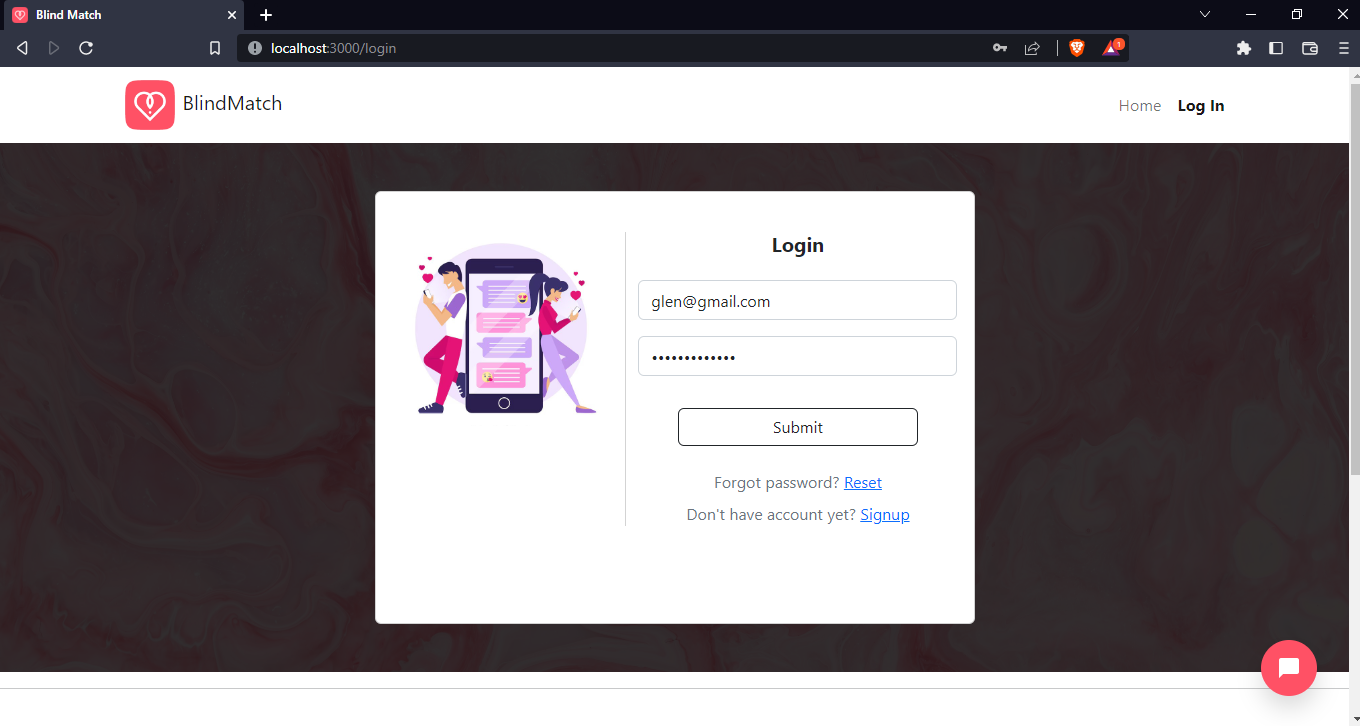 Blind Match
localhost:3000/login
1
BlindMatch
Home
Log In
Login
glen@gmail.com
•••••••••••••
Submit
Forgot password? Reset
Don't have account yet? Signup